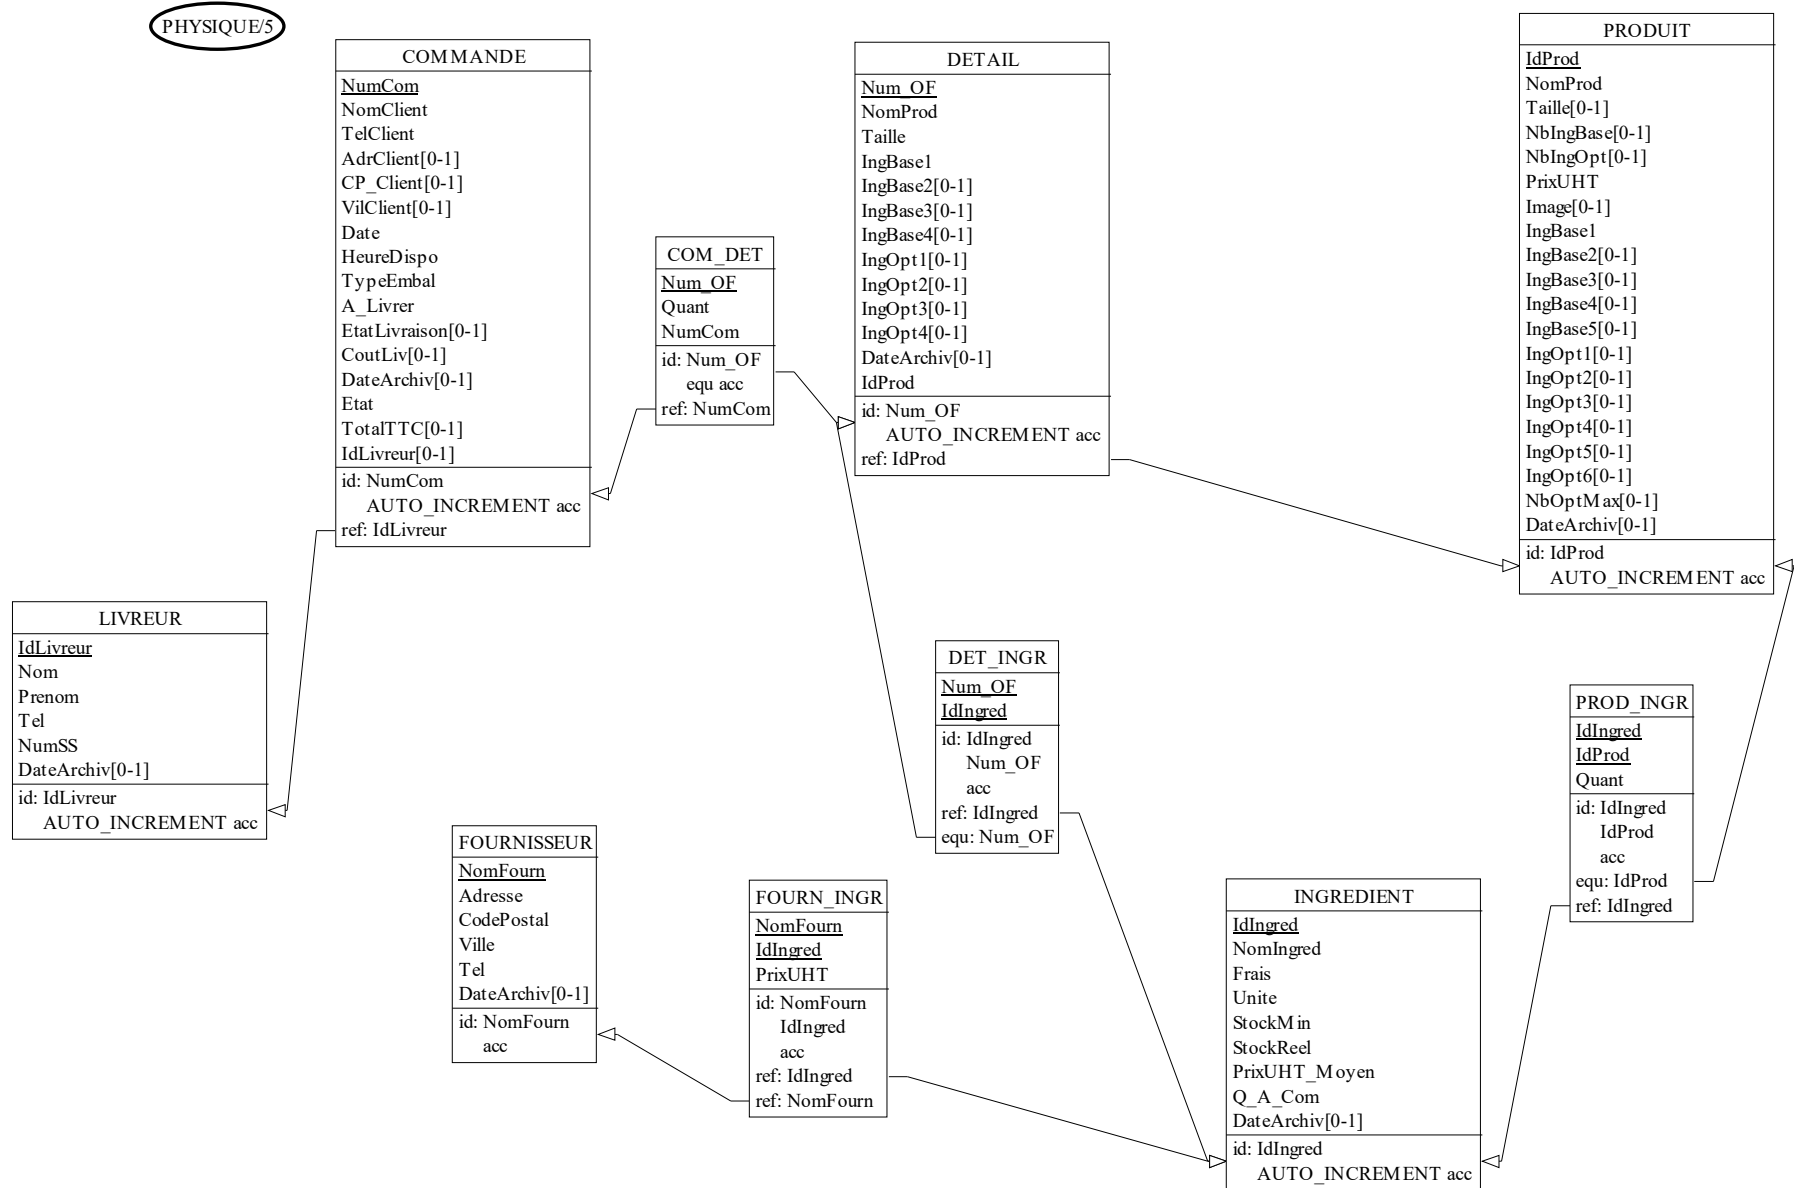 PHYSIQUE/5
COMMANDE
NumCom
NomClient
TelClient
AdrClient[0-1]
CP_Client[0-1]
VilClient[0-1]
Date
HeureDispo
TypeEmbal
A_Livrer
EtatLivraison[0-1]
CoutLiv[0-1]
DateArchiv[0-1]
Etat
TotalTTC[0-1]
IdLivreur[0-1]
id: NumCom
AUTO_INCREMENT acc
ref: IdLivreur
COM_DET
Num_OF
Quant
NumCom
id: Num_OF
equ acc
ref: NumCom
DETAIL
Num_OF
NomProd
Taille
IngBase1
IngBase2[0-1]
IngBase3[0-1]
IngBase4[0-1]
IngOpt1[0-1]
IngOpt2[0-1]
IngOpt3[0-1]
IngOpt4[0-1]
DateArchiv[0-1]
IdProd
id: Num_OF
AUTO_INCREMENT acc
ref: IdProd
PRODUIT
IdProd
NomProd
Taille[0-1]
NbIngBase[0-1]
NbIngOpt[0-1]
PrixUHT
Image[0-1]
IngBase1
IngBase2[0-1]
IngBase3[0-1]
IngBase4[0-1]
IngBase5[0-1]
IngOpt1[0-1]
IngOpt2[0-1]
IngOpt3[0-1]
IngOpt4[0-1]
IngOpt5[0-1]
IngOpt6[0-1]
NbOptMax[0-1]
DateArchiv[0-1]
id: IdProd
AUTO_INCREMENT acc
LIVREUR
IdLivreur
Nom
Prenom
Tel
NumSS
DateArchiv[0-1]
id: IdLivreur
AUTO_INCREMENT acc
FOURNISSEUR
NomFourn
Adresse
CodePostal
Ville
Tel
DateArchiv[0-1]
id: NomFourn
acc
FOURN_INGR
NomFourn
IdIngred
PrixUHT
id: NomFourn
IdIngred
acc
ref: IdIngred
ref: NomFourn
DET_INGR
Num_OF
IdIngred
id: IdIngred
Num_OF
acc
ref: IdIngred
equ: Num_OF
INGREDIENT
IdIngred
NomIngred
Frais
Unite
StockMin
StockReel
PrixUHT_Moyen
Q_A_Com
DateArchiv[0-1]
id: IdIngred
AUTO_INCREMENT acc
PROD_INGR
IdIngred
IdProd
Quant
id: IdIngred
IdProd
acc
equ: IdProd
ref: IdIngred